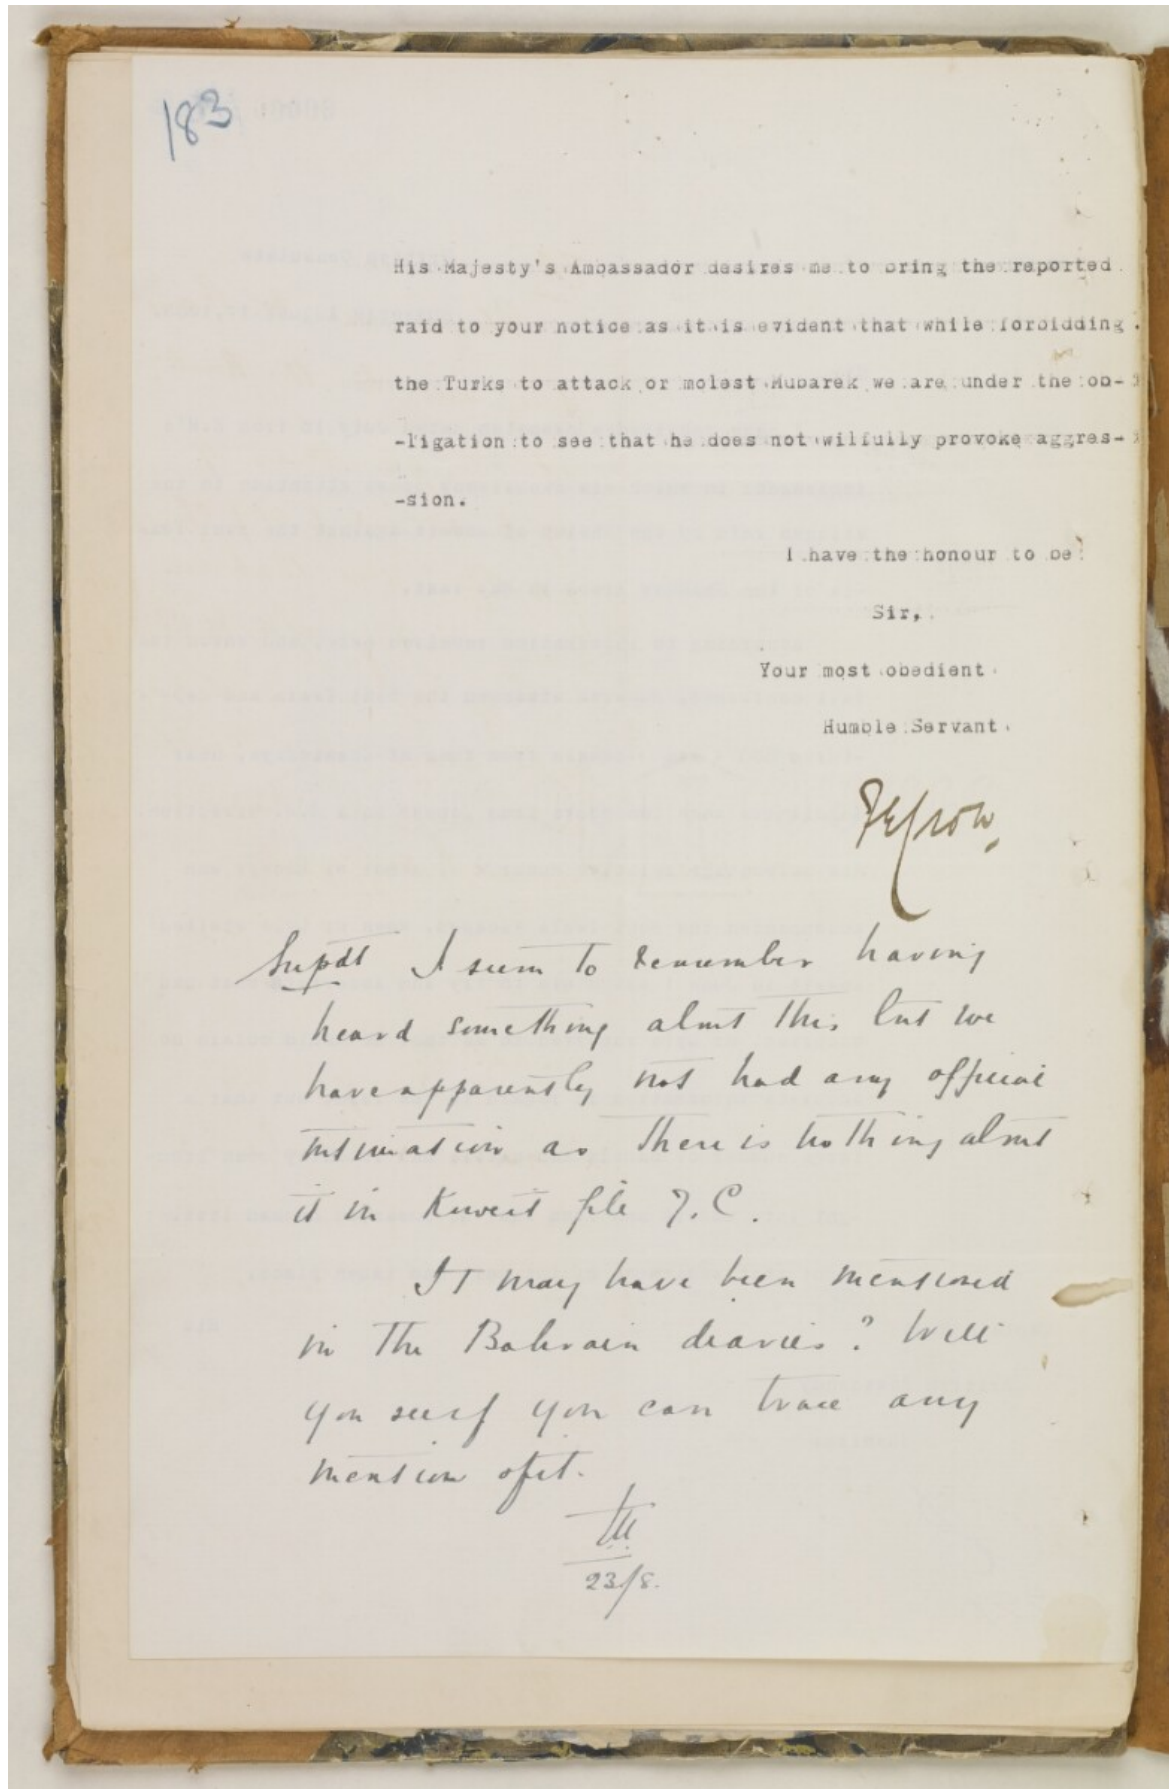 183
His Majesty's Ambassador desires me to bring the reported
raid to your notice as it is evident that while forbidding
the Turks to attack or molest Mubarek we are under the ob-
-ligation to see that he does not wilfully provoke aggres-
-sion.
I have the honour to be
Sir,
Your most obedient
Humble Servant.
FECrow,
Supdt I seem to remember having
heard something about this but we
have apparently not had any official
intimation as there is nothing about
it in Kuweit file
It may have been mentioned
in the Bahrain diaries? Will
you see if you can trace any
mention of it.
23/8.